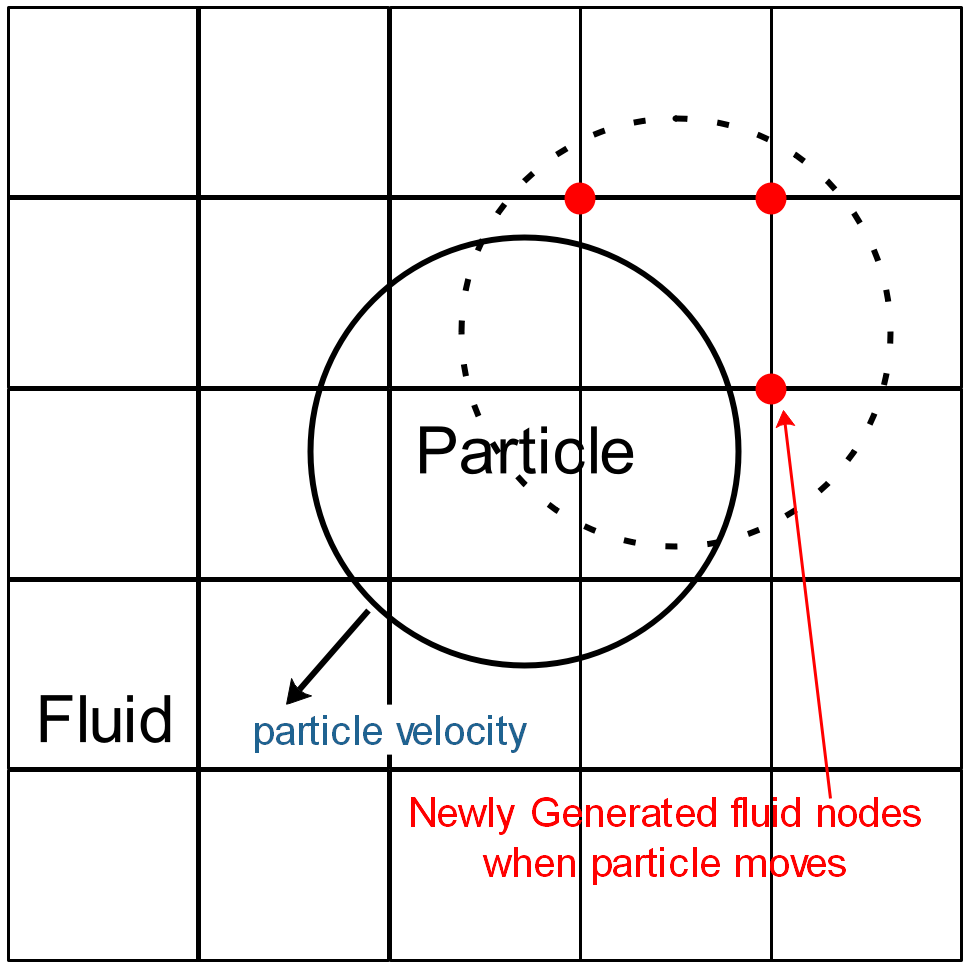 Particle
Fluid
particle velocity
Newly Generated fluid nodes
when particle moves